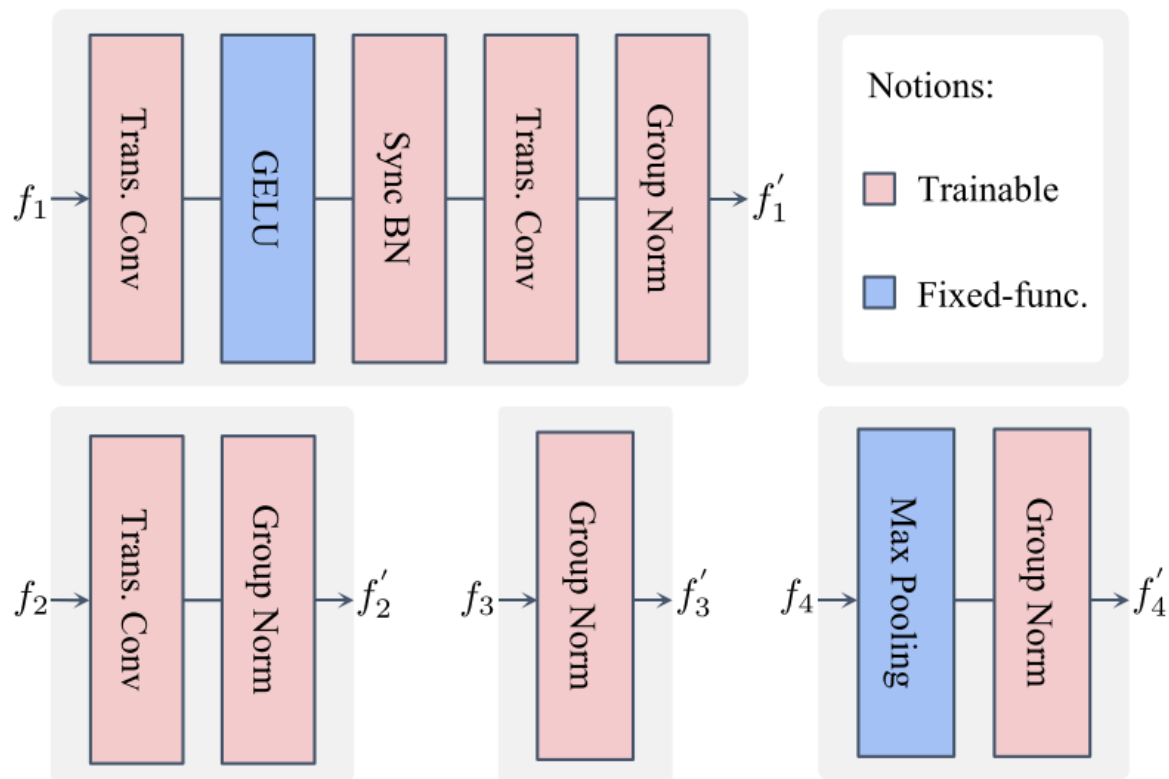 f1
Trans. Conv
GELU
Sync BN
Trans. Conv
Group Norm
f1'
Notions:
Trainable
Fixed-func.
f2
Trans. Conv
Group Norm
f2'
f3
Group Norm
f3'
f4
Max Pooling
Group Norm
f4'